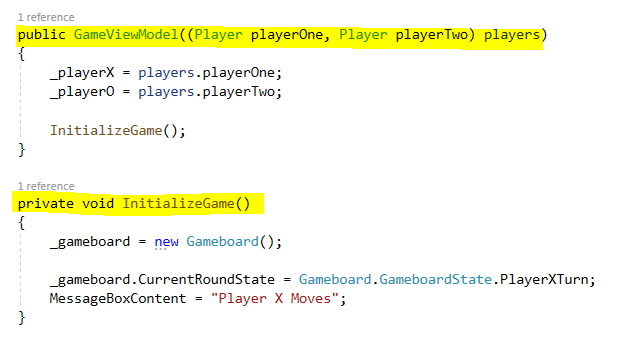 1 reference
public GameViewModel((Player playerOne, Player playerTwo) players)
{
    _playerX = players.playerOne;
    _playerO = players.playerTwo;

    InitializeGame();
}

1 reference
private void InitializeGame()
{
    _gameboard = new Gameboard();

    _gameboard.CurrentRoundState = Gameboard.GameboardState.PlayerXTurn;
    MessageBoxContent = "Player X Moves";
}